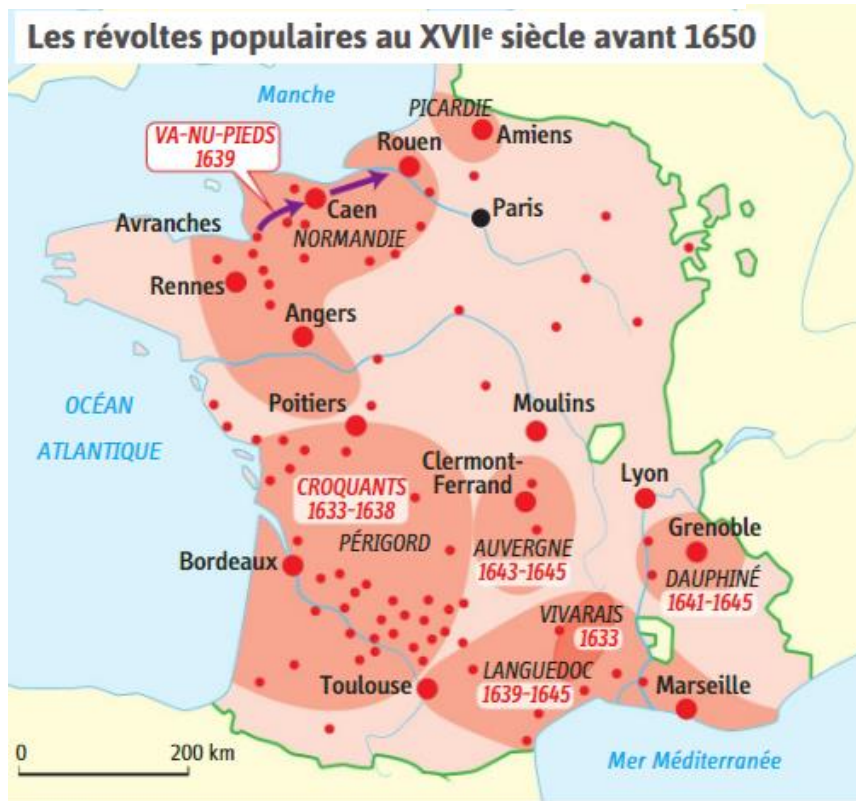 Les révoltes populaires au XVIIe siècle avant 1650
Manche
PICARDIE
VA-NU-PIEDS
1639
Rouen
Amiens
Avranches
Caen
Paris
NORMANDIE
Rennes
Angers
OCÉAN
ATLANTIQUE
Poitiers
Moulins
Clermont-
Ferrand
Lyon
CROQUANTS
1633-1638
PÉRIGORD
Grenoble
Bordeaux
AUVERGNE
1643-1645
DAUPHINÉ
1641-1645
VIVARAIS
1633
LANGUEDOC
1639-1645
Toulouse
Marseille
0 200 km
Mer Méditerranée